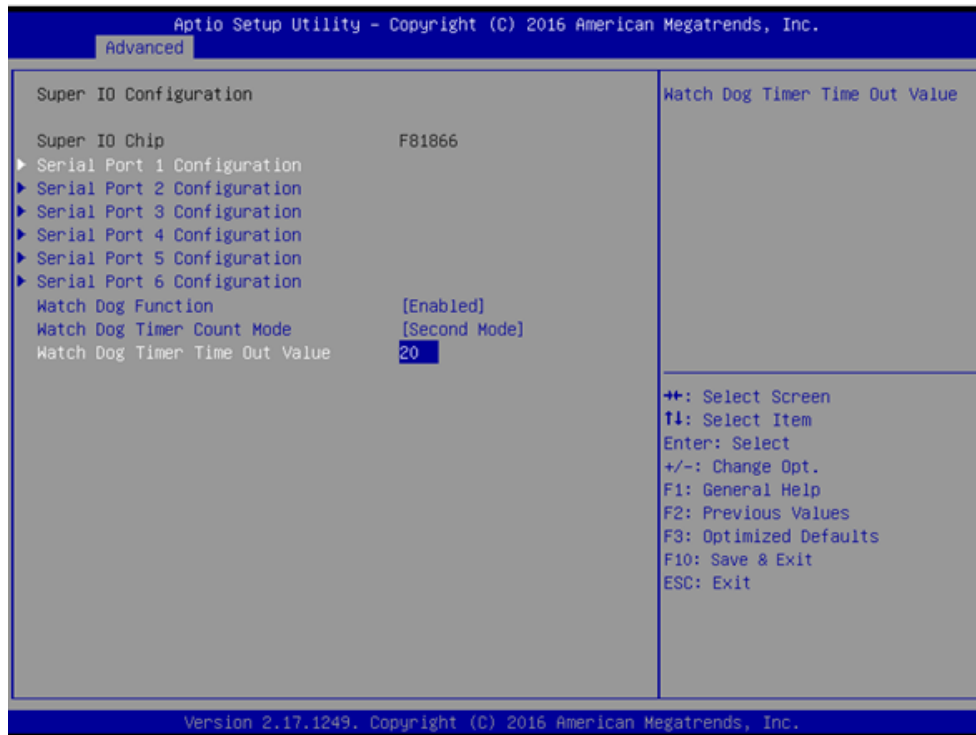 Aptio Setup Utility – Copyright (C) 2016 American Megatrends, Inc.
Advanced
Super IO Configuration
Super IO Chip F81866
Serial Port 1 Configuration
Serial Port 2 Configuration
Serial Port 3 Configuration
Serial Port 4 Configuration
Serial Port 5 Configuration
Serial Port 6 Configuration
Watch Dog Function [Enabled]
Watch Dog Timer Count Mode [Second Mode]
Watch Dog Timer Time Out Value 20
Watch Dog Timer Time Out Value
→←: Select Screen
↑↓: Select Item
Enter: Select
+/-: Change Opt.
F1: General Help
F2: Previous Values
F3: Optimized Defaults
F10: Save & Exit
ESC: Exit
Version 2.17.1249. Copyright (C) 2016 American Megatrends, Inc.